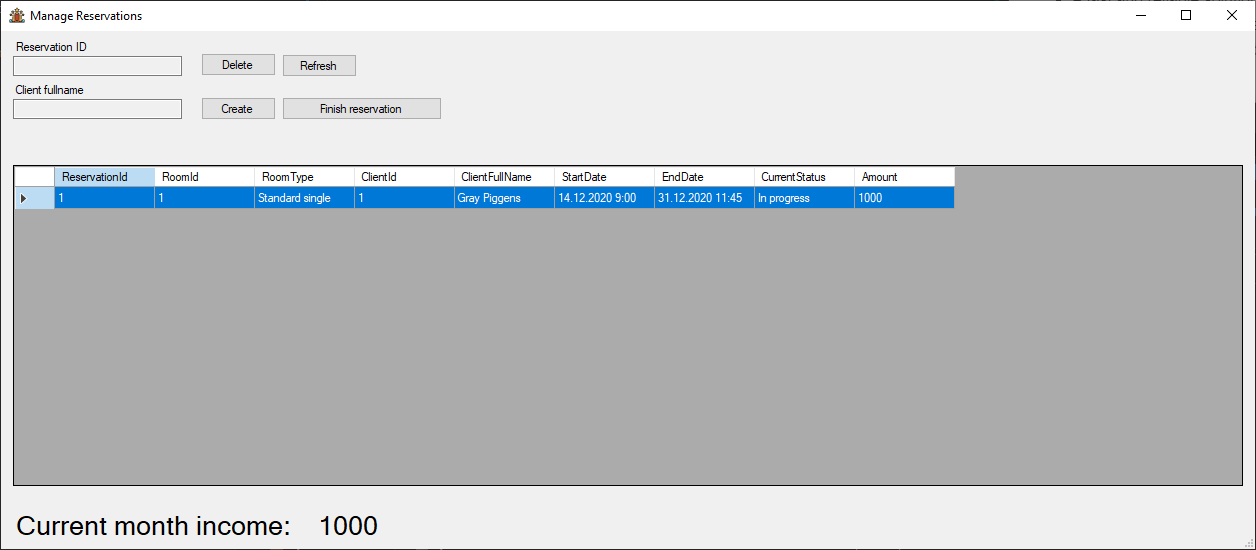 Manage Reservations
Reservation ID
Delete Refresh
Client fullname
Create Finish reservation
ReservationId RoomId RoomType ClientId ClientFullName StartDate EndDate CurrentStatus Amount
1 1 Standard single 1 Gray Piggens 14.12.2020 9:00 31.12.2020 11:45 In progress 1000
Current month income: 1000